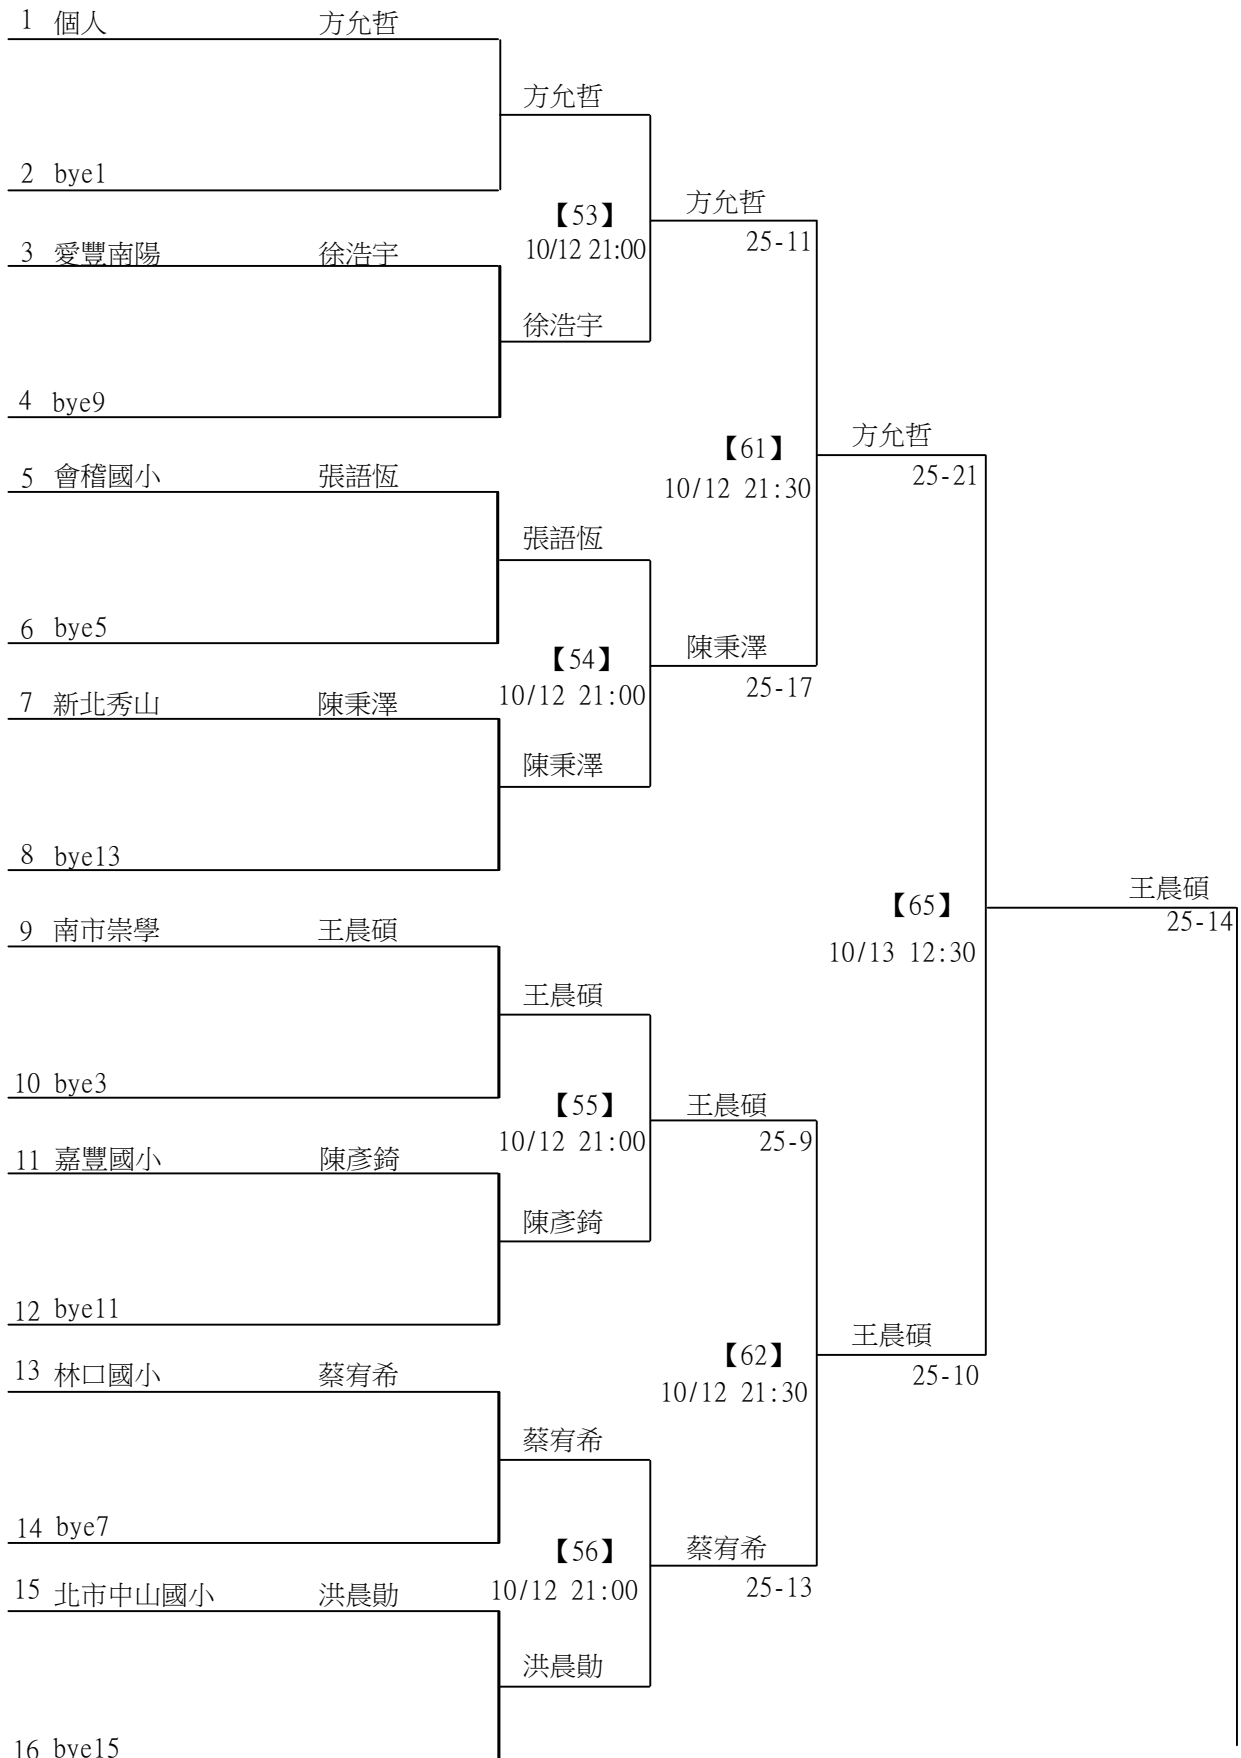 1 個人 方允哲
方允哲
2 bye1
【53】
方允哲
10/12 21:00
25-11
3 愛豐南陽 徐浩宇
徐浩宇
4 bye9
【61】
方允哲
10/12 21:30
25-21
5 會稽國小 張語恆
張語恆
6 bye5
【54】
陳秉澤
10/12 21:00
25-17
7 新北秀山 陳秉澤
陳秉澤
8 bye13
【65】
王晨碩
10/13 12:30
25-14
9 南市崇學 王晨碩
王晨碩
10 bye3
【55】
王晨碩
10/12 21:00
25-9
11 嘉豐國小 陳彥錡
陳彥錡
12 bye11
【62】
王晨碩
10/12 21:30
25-10
13 林口國小 蔡宥希
蔡宥希
14 bye7
【56】
蔡宥希
10/12 21:00
25-13
15 北市中山國小 洪晨勛
洪晨勛
16 bye15